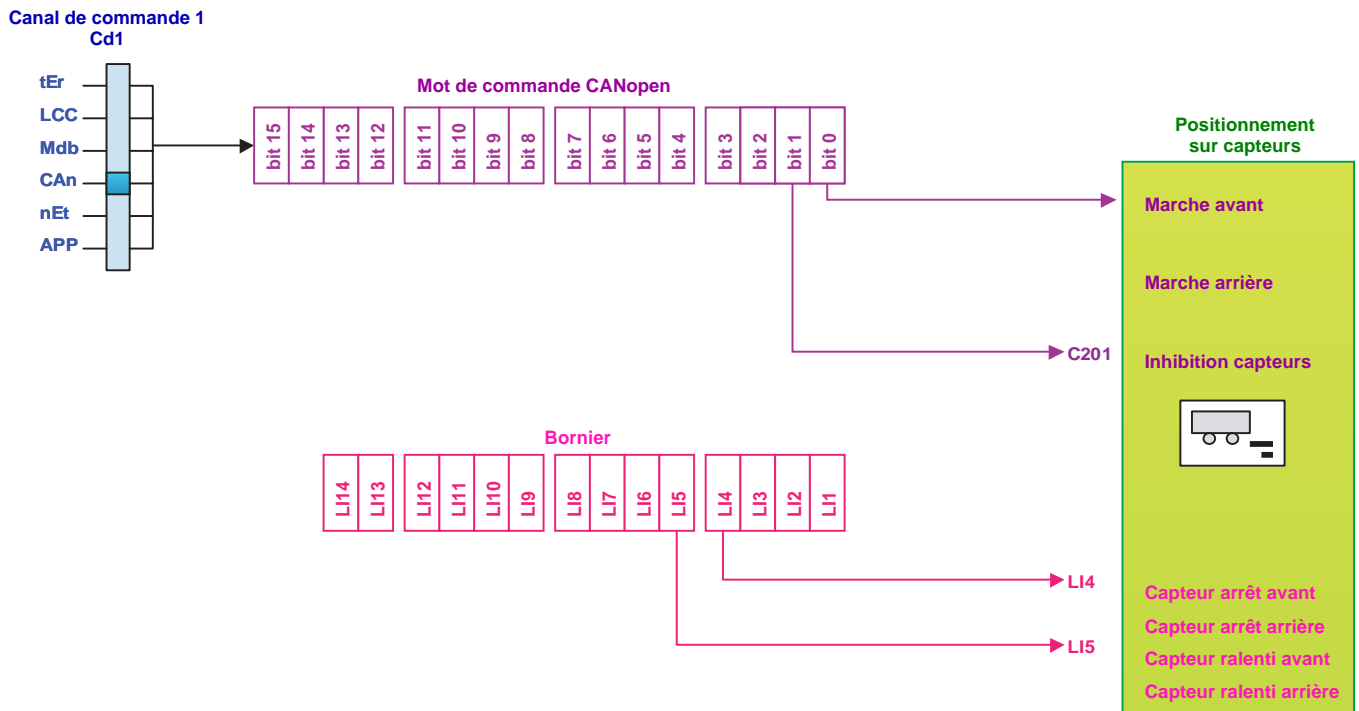 Canal de commande 1
Cd1
tEr
LCC
Mdb
CAn
nEt
APP
Mot de commande CANopen
bit 15
bit 14
bit 13
bit 12
bit 11
bit 10
bit 9
bit 8
bit 7
bit 6
bit 5
bit 4
bit 3
bit 2
bit 1
bit 0
Positionnement
sur capteurs
Marche avant
Marche arrière
C201
Inhibition capteurs
Bornier
LI14
LI13
LI12
LI11
LI10
LI9
LI8
LI7
LI6
LI5
LI4
LI3
LI2
LI1
LI4
Capteur arrêt avant
Capteur arrêt arrière
LI5
Capteur ralenti avant
Capteur ralenti arrière